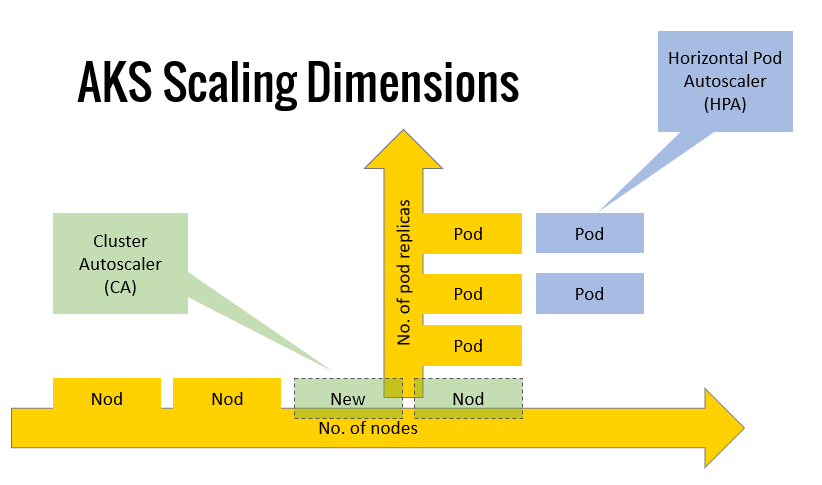 AKS Scaling Dimensions
Horizontal Pod
Autoscaler
(HPA)
Cluster
Autoscaler
(CA)
No. of pod replicas
Pod
Pod
Pod
Pod
Pod
Nod
Nod
New
Nod
No. of nodes